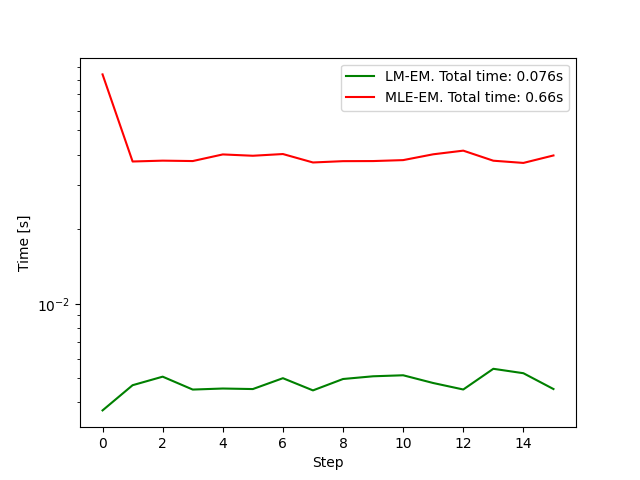 LM-EM. Total time: 0.076s
MLE-EM. Total time: 0.66s
Time [s]
10⁻²
0 2 4 6 8 10 12 14
Step